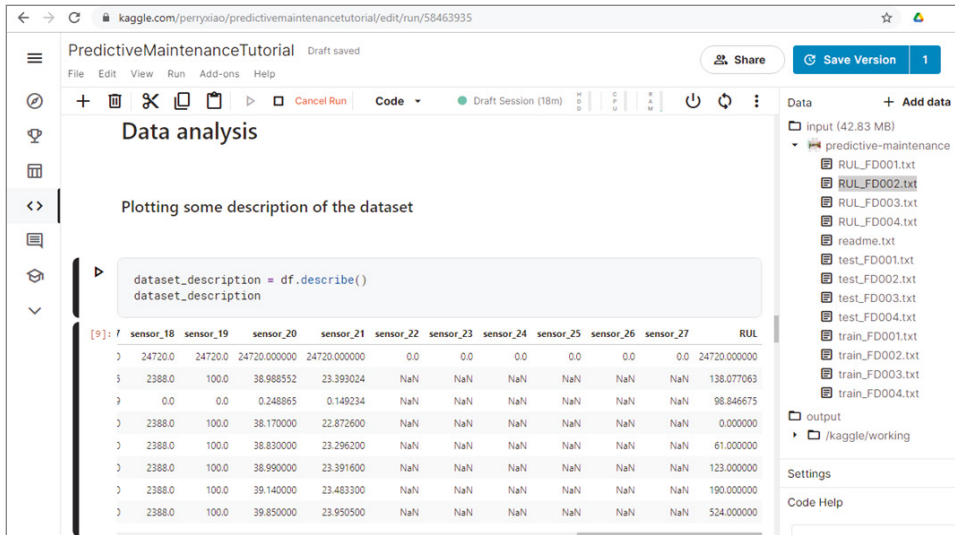 kaggle.com/perryxiao/predictivemaintenancetutorial/edit/run/58463935
PredictiveMaintenanceTutorial Draft saved
File Edit View Run Add-ons Help
Share
Save Version 1
Cancel Run Code Draft Session (18m) HDD CPU RAM
Data analysis
Plotting some description of the dataset
dataset_description = df.describe()
dataset_description
[9]: 7 sensor_18 sensor_19 sensor_20 sensor_21 sensor_22 sensor_23 sensor_24 sensor_25 sensor_26 sensor_27 RUL
24720.0 24720.0 24720.000000 24720.000000 0.0 0.0 0.0 0.0 0.0 0.0 24720.000000
2388.0 100.0 38.988552 23.393024 NaN NaN NaN NaN NaN NaN 138.077063
0.0 0.0 0.248865 0.149234 NaN NaN NaN NaN NaN NaN 98.846675
2388.0 100.0 38.170000 22.872600 NaN NaN NaN NaN NaN NaN 0.000000
2388.0 100.0 38.830000 23.296200 NaN NaN NaN NaN NaN NaN 61.000000
2388.0 100.0 38.990000 23.391600 NaN NaN NaN NaN NaN NaN 123.000000
2388.0 100.0 39.140000 23.483300 NaN NaN NaN NaN NaN NaN 190.000000
2388.0 100.0 39.850000 23.950500 NaN NaN NaN NaN NaN NaN 524.000000
Data + Add data
input (42.83 MB)
predictive-maintenance
RUL_FD001.txt
RUL_FD002.txt
RUL_FD003.txt
RUL_FD004.txt
readme.txt
test_FD001.txt
test_FD002.txt
test_FD003.txt
test_FD004.txt
train_FD001.txt
train_FD002.txt
train_FD003.txt
train_FD004.txt
output
/kaggle/working
Settings
Code Help